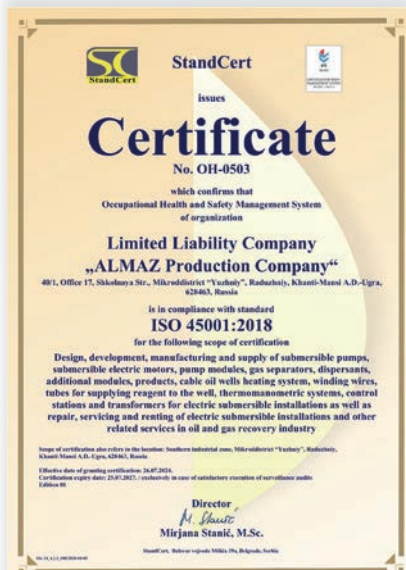 SC
StandCert
StandCert
issues
Certificate
No. OH-0503
which confirms that
Occupational Health and Safety Management System
of organization
Limited Liability Company
„ALMAZ Production Company“
40/1, Office 17, Shkolnaya Str., Mikrodistrict “Yuzhniy”, Raduzhniy, Khanti-Mansi A.D.-Ugra,
628463, Russia
is in compliance with standard
ISO 45001:2018
for the following scope of certification
Design, development, manufacturing and supply of submersible pumps,
submersible electric motors, pump modules, gas separators, dispersants,
additional modules, products, cable oil wells heating system, winding wires,
tubes for supplying reagent to the well, thermomanometric systems, control
stations and transformers for electric submersible installations as well as
repair, servicing and renting of electric submersible installations and other
related services in oil and gas recovery industry
Scope of certification also refers to the location: Southern industrial zone, Mikrodistrict “Yuzhniy”, Raduzhniy,
Khanti-Mansi A.D.-Ugra, 628463, Russia
Effective date of granting certification: 26.07.2024.
Certification expiry date: 25.07.2027. / exclusively in case of satisfactory execution of surveillance audits
Edition 01
Director
M. Stanić
Mirjana Stanić, M.Sc.
StandCert, Bulevar vojvode Mišića 39a, Belgrade, Serbia